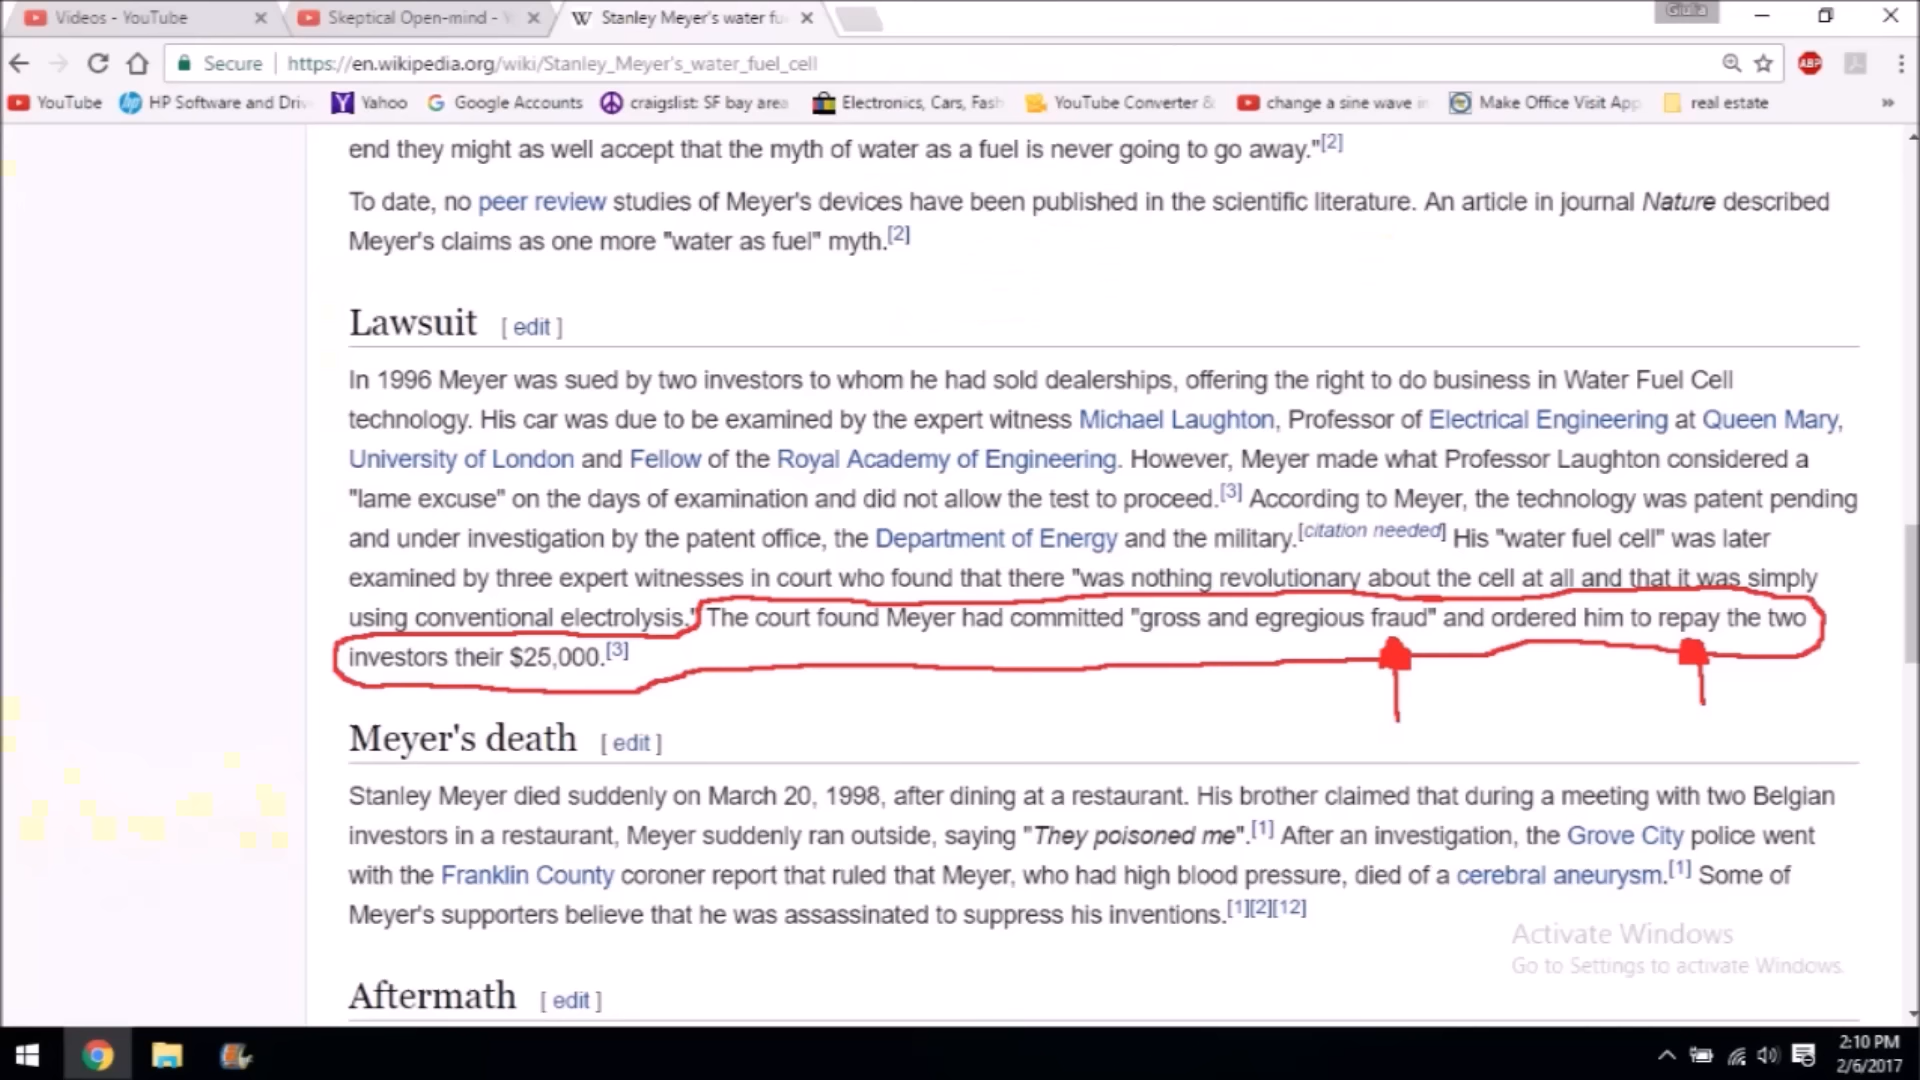 Videos - YouTube
Skeptical Open-mind -
W Stanley Meyer's water fu
Secure https://en.wikipedia.org/wiki/Stanley_Meyer's_water_fuel_cell
ABP
YouTube HP Software and Driv Yahoo Google Accounts craigslist: SF bay area Electronics, Cars, Fash YouTube Converter & change a sine wave in Make Office Visit App real estate »
end they might as well accept that the myth of water as a fuel is never going to go away."[2]
To date, no peer review studies of Meyer's devices have been published in the scientific literature. An article in journal Nature described
Meyer's claims as one more "water as fuel" myth.[2]
Lawsuit [ edit ]
In 1996 Meyer was sued by two investors to whom he had sold dealerships, offering the right to do business in Water Fuel Cell
technology. His car was due to be examined by the expert witness Michael Laughton, Professor of Electrical Engineering at Queen Mary,
University of London and Fellow of the Royal Academy of Engineering. However, Meyer made what Professor Laughton considered a
"lame excuse" on the days of examination and did not allow the test to proceed.[3] According to Meyer, the technology was patent pending
and under investigation by the patent office, the Department of Energy and the military.[citation needed] His "water fuel cell" was later
examined by three expert witnesses in court who found that there "was nothing revolutionary about the cell at all and that it was simply
using conventional electrolysis." The court found Meyer had committed "gross and egregious fraud" and ordered him to repay the two
investors their $25,000.[3]
Meyer's death [ edit ]
Stanley Meyer died suddenly on March 20, 1998, after dining at a restaurant. His brother claimed that during a meeting with two Belgian
investors in a restaurant, Meyer suddenly ran outside, saying "They poisoned me".[1] After an investigation, the Grove City police went
with the Franklin County coroner report that ruled that Meyer, who had high blood pressure, died of a cerebral aneurysm.[1] Some of
Meyer's supporters believe that he was assassinated to suppress his inventions.[1][2][12]
Activate Windows
Go to Settings to activate Windows.
Aftermath [ edit ]
2:10 PM
2/6/2017